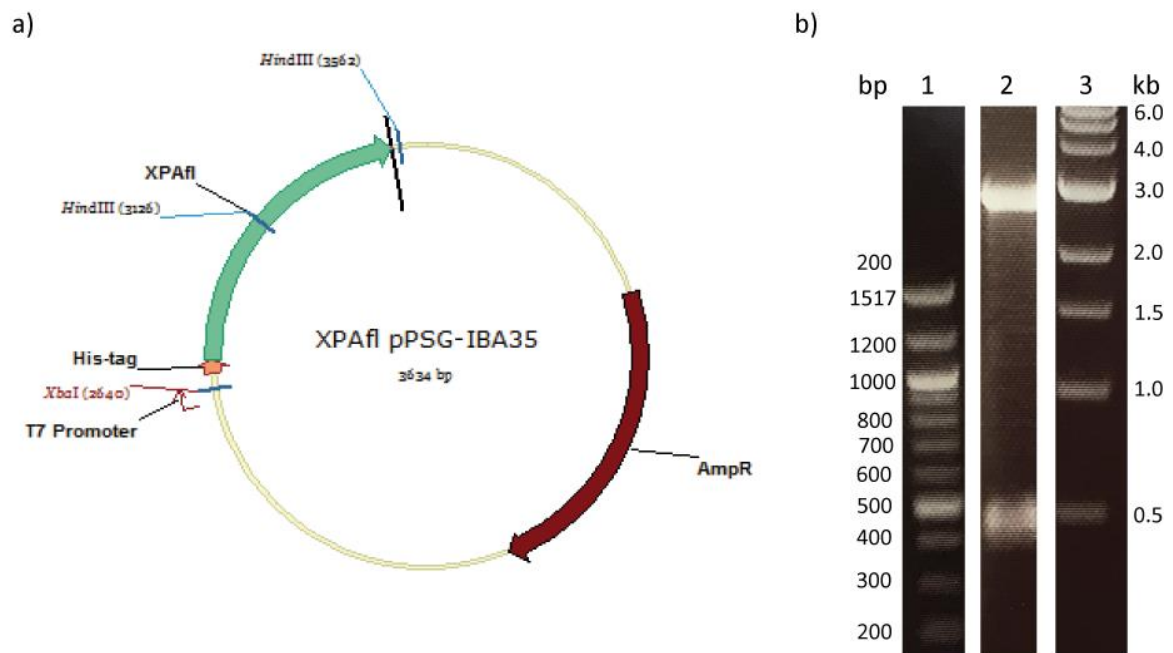 a)
HindIII (3562)
XPAfl
HindIII (3126)
XPAfl pPSG-IBA35
3634 bp
His-tag
XbaI (2640)
T7 Promoter
AmpR
b)
bp 1 2 3 kb
200
1517
1200
1000
800
700
600
500
400
300
200
6.0
4.0
3.0
2.0
1.5
1.0
0.5